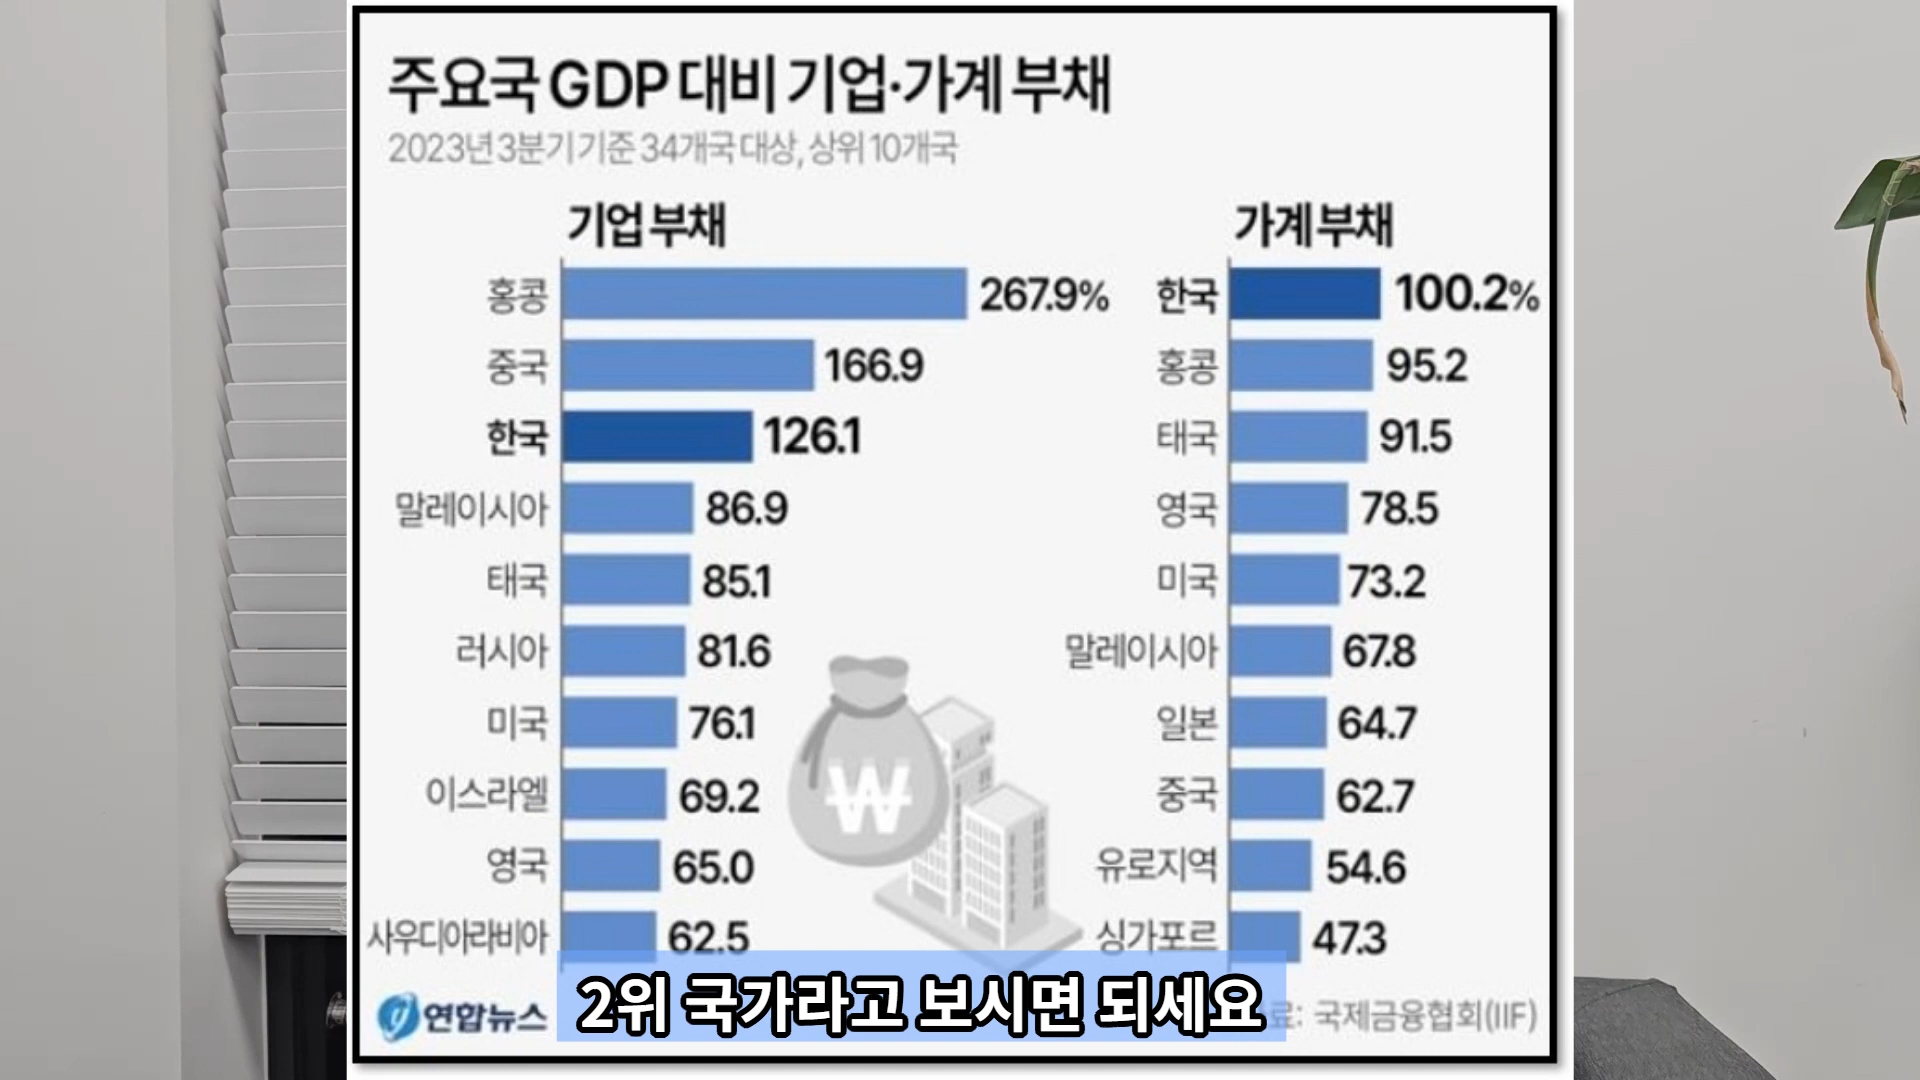 주요국 GDP 대비 기업·가계 부채
2023년 3분기 기준 34개국 대상, 상위 10개국
기업 부채
홍콩 267.9%
중국 166.9
한국 126.1
말레이시아 86.9
태국 85.1
러시아 81.6
미국 76.1
이스라엘 69.2
영국 65.0
사우디아라비아 62.5
가계 부채
한국 100.2%
홍콩 95.2
태국 91.5
영국 78.5
미국 73.2
말레이시아 67.8
일본 64.7
중국 62.7
유로지역 54.6
싱가포르 47.3
₩
연합뉴스
2위 국가라고 보시면 되세요
료: 국제금융협회(IIF)